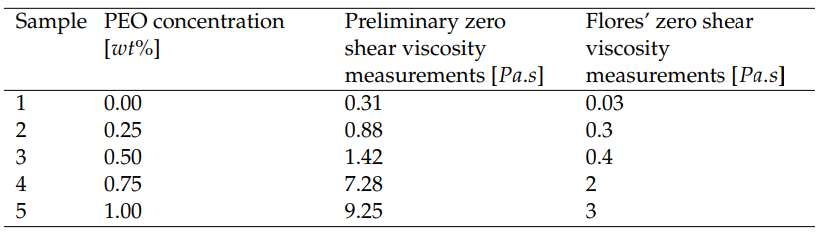 Sample PEO concentration Preliminary zero Flores' zero shear
[wt%] shear viscosity viscosity
measurements [Pa.s] measurements [Pa.s]
1 0.00 0.31 0.03
2 0.25 0.88 0.3
3 0.50 1.42 0.4
4 0.75 7.28 2
5 1.00 9.25 3